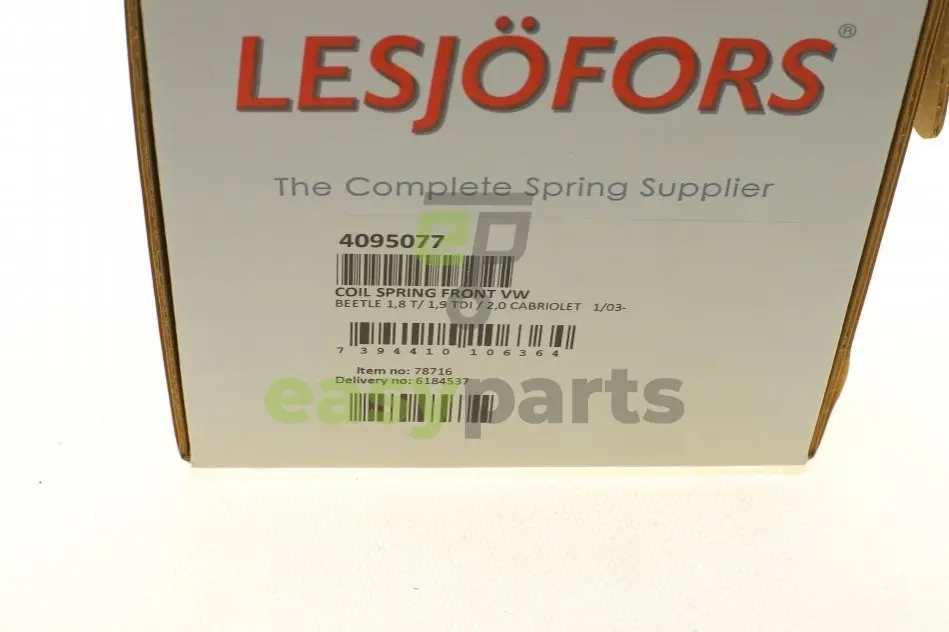 LESJÖFORS®
The Complete Spring Supplier
4095077
COIL SPRING FRONT VW
BEETLE 1,8 T/ 1,9 TDI / 2,0 CABRIOLET 1/03-
7 394410 106364
Item no: 78716
Delivery no: 6184537
easyparts